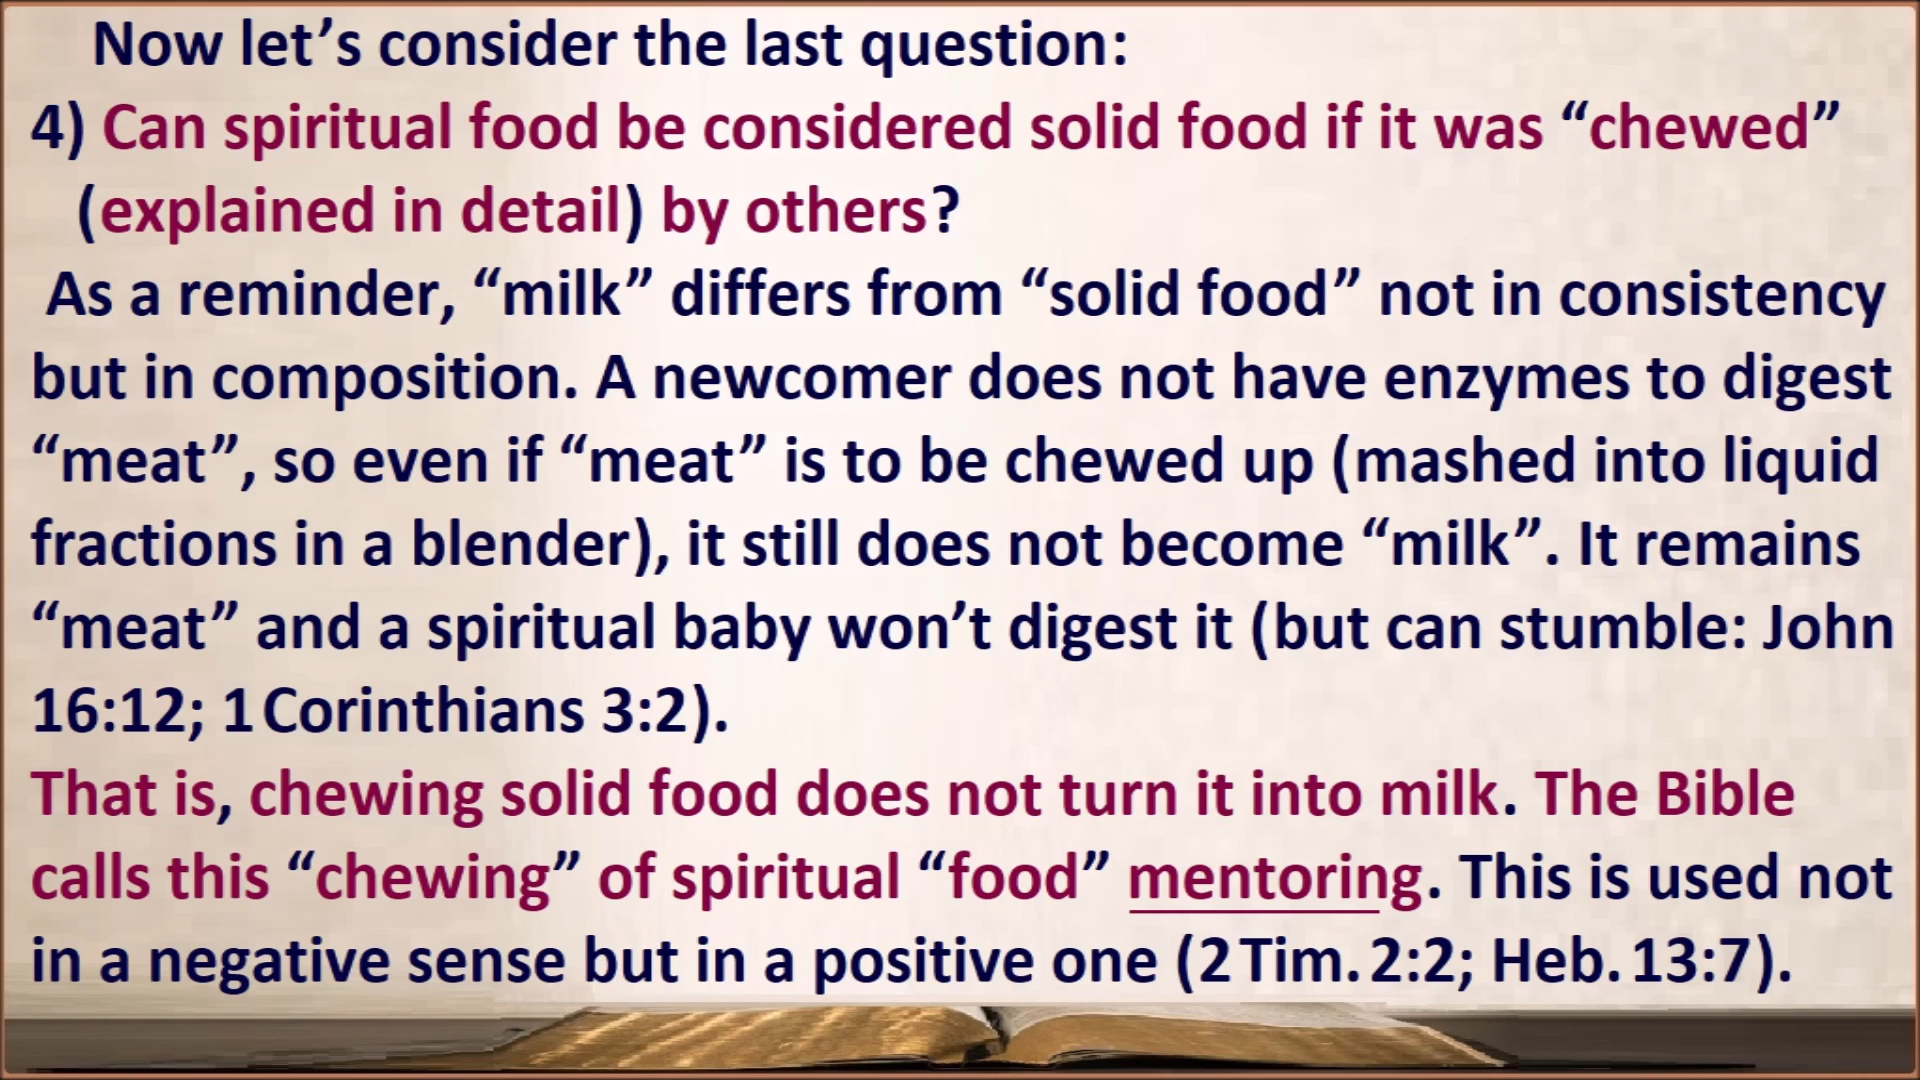 Now let’s consider the last question:
4) Can spiritual food be considered solid food if it was “chewed”
(explained in detail) by others?
As a reminder, “milk” differs from “solid food” not in consistency
but in composition. A newcomer does not have enzymes to digest
“meat”, so even if “meat” is to be chewed up (mashed into liquid
fractions in a blender), it still does not become “milk”. It remains
“meat” and a spiritual baby won’t digest it (but can stumble: John
16:12; 1 Corinthians 3:2).
That is, chewing solid food does not turn it into milk. The Bible
calls this “chewing” of spiritual “food” mentoring. This is used not
in a negative sense but in a positive one (2 Tim. 2:2; Heb. 13:7).